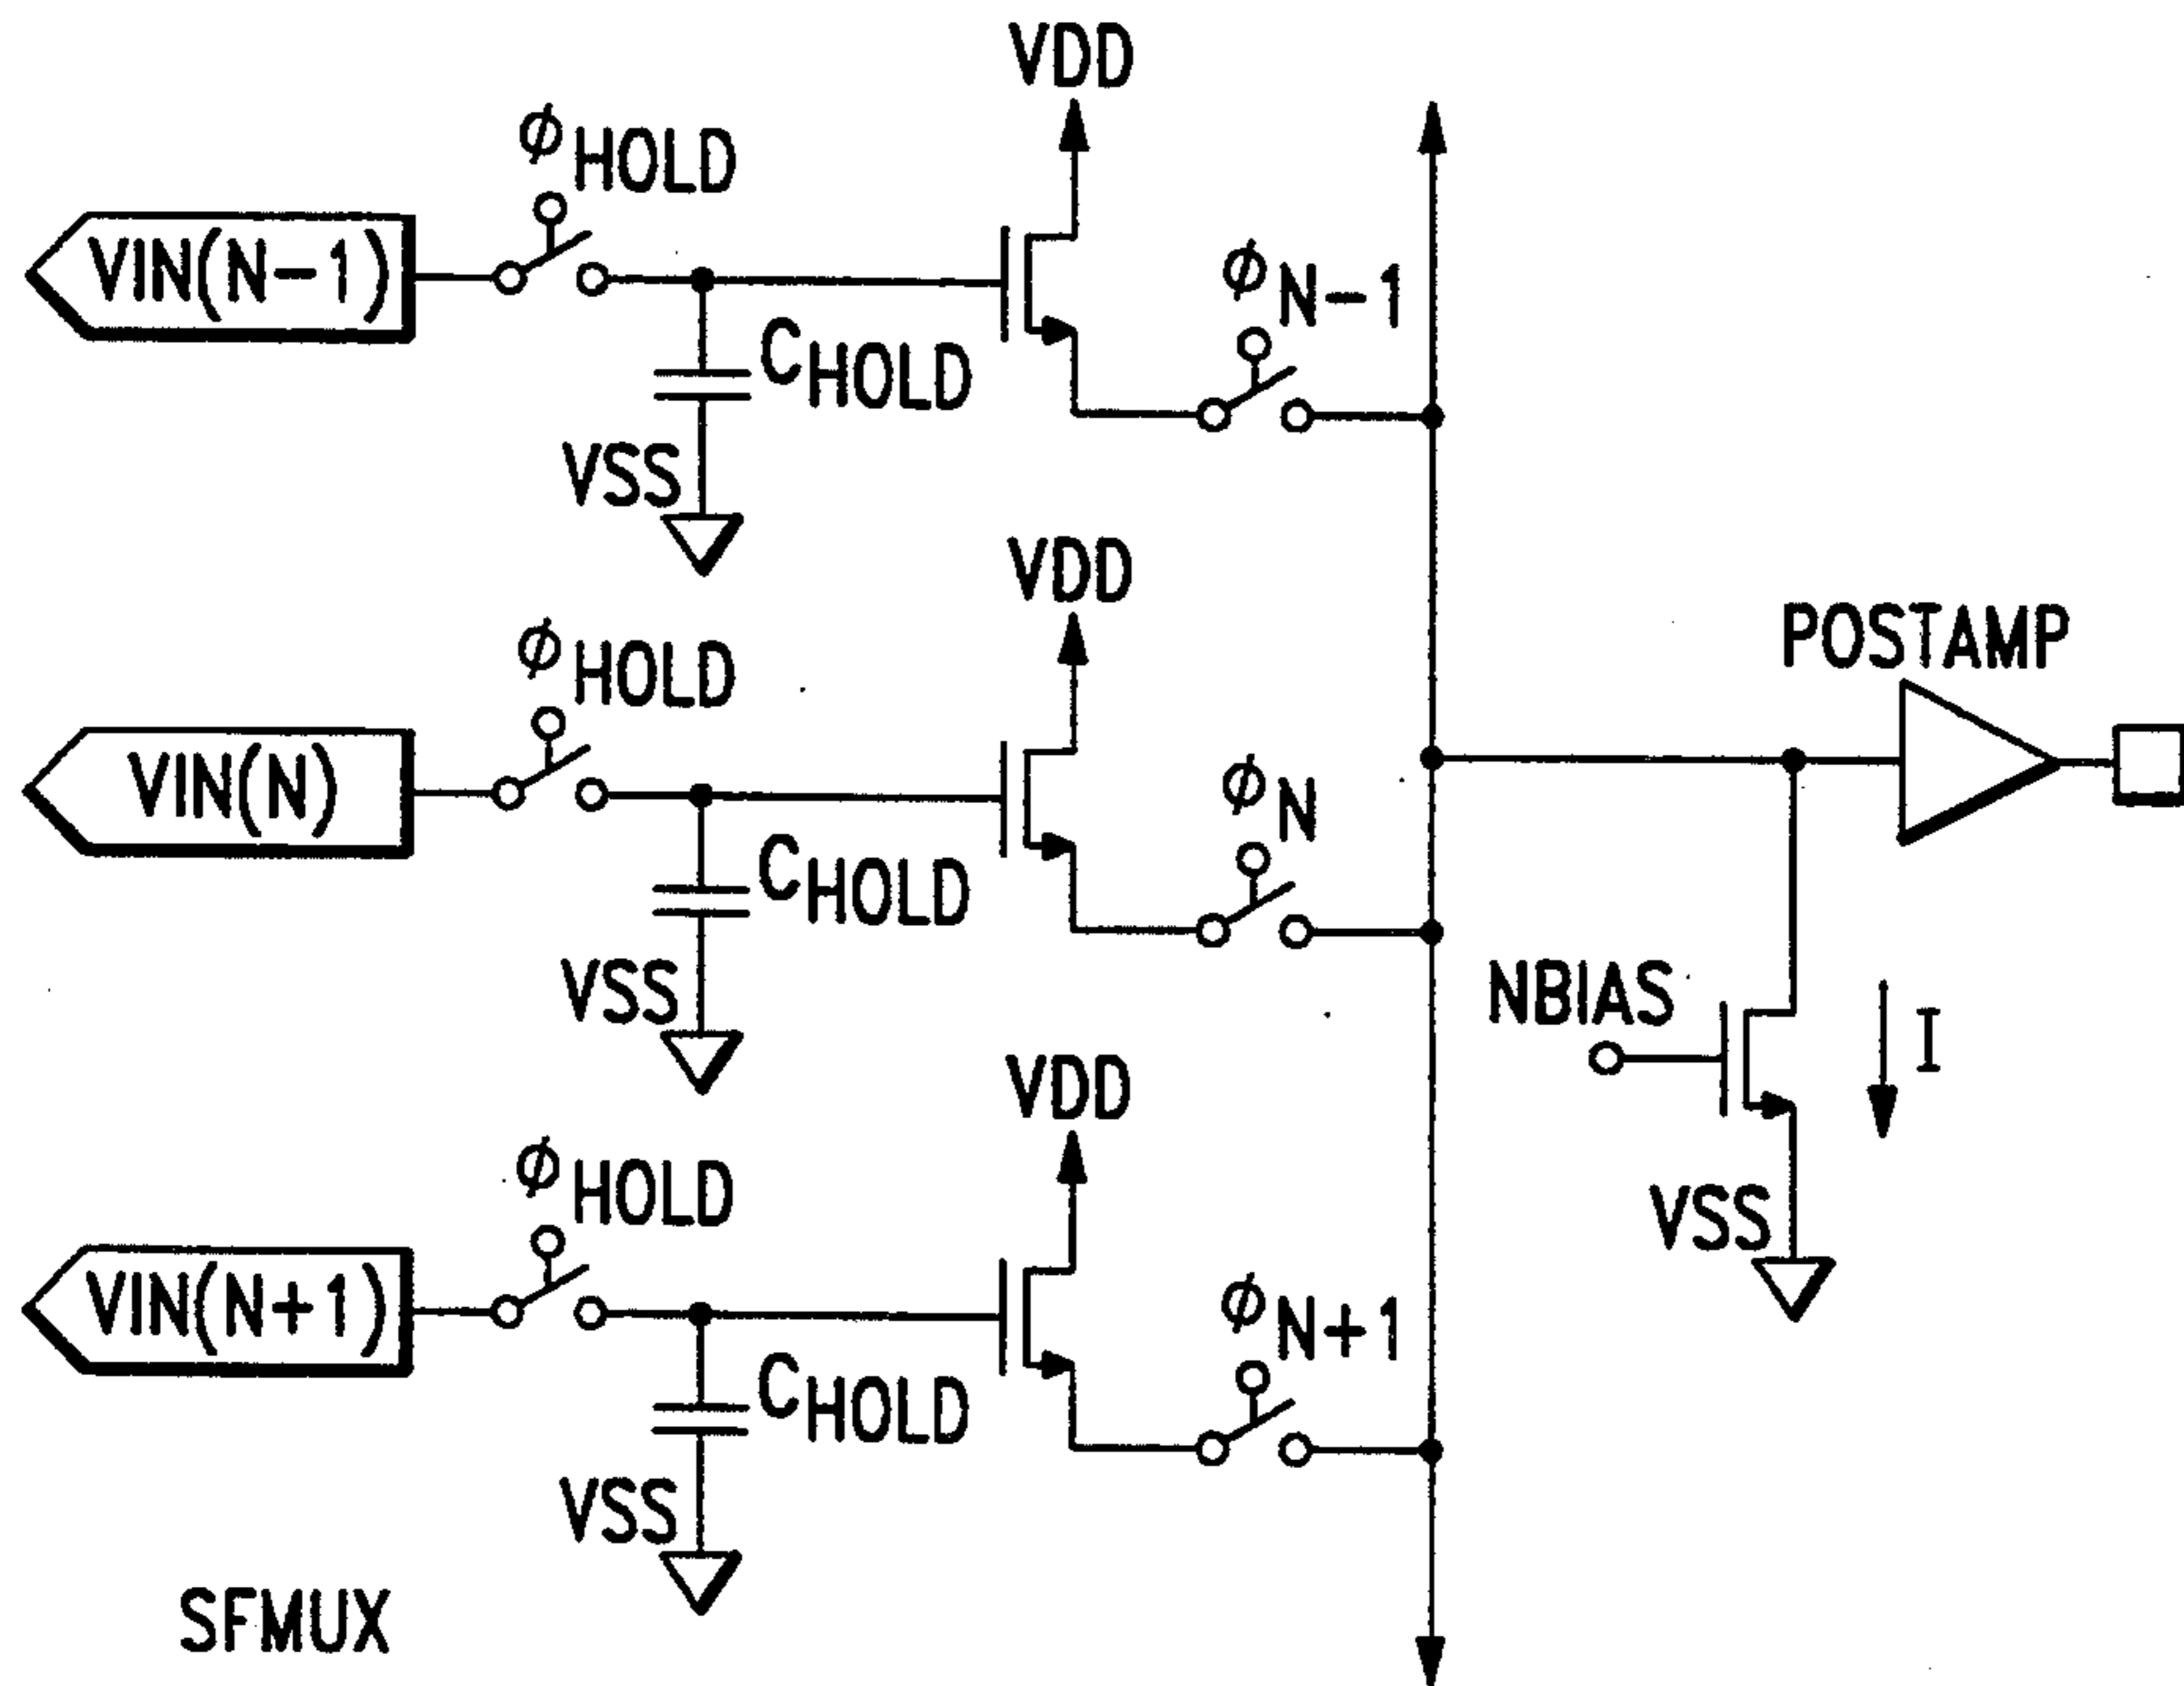 VDD
φHOLD
VIN(N-1)
φN-1
CHOLD
VSS
VDD
φHOLD
POSTAMP
VIN(N)
φN
CHOLD
NBIAS
VSS
I
VDD
φHOLD
VSS
VIN(N+1)
φN+1
CHOLD
VSS
SFMUX